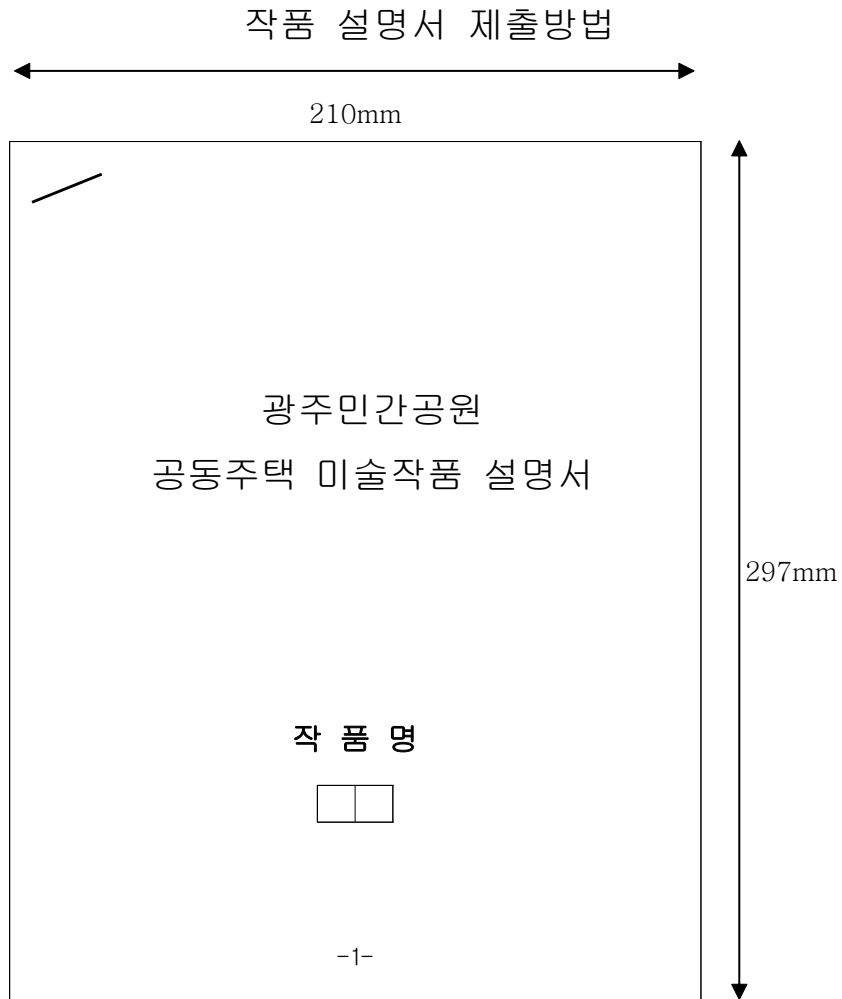 작품 설명서 제출방법
210mm
광주민간공원
공동주택 미술작품 설명서
297mm
작 품 명
-1-